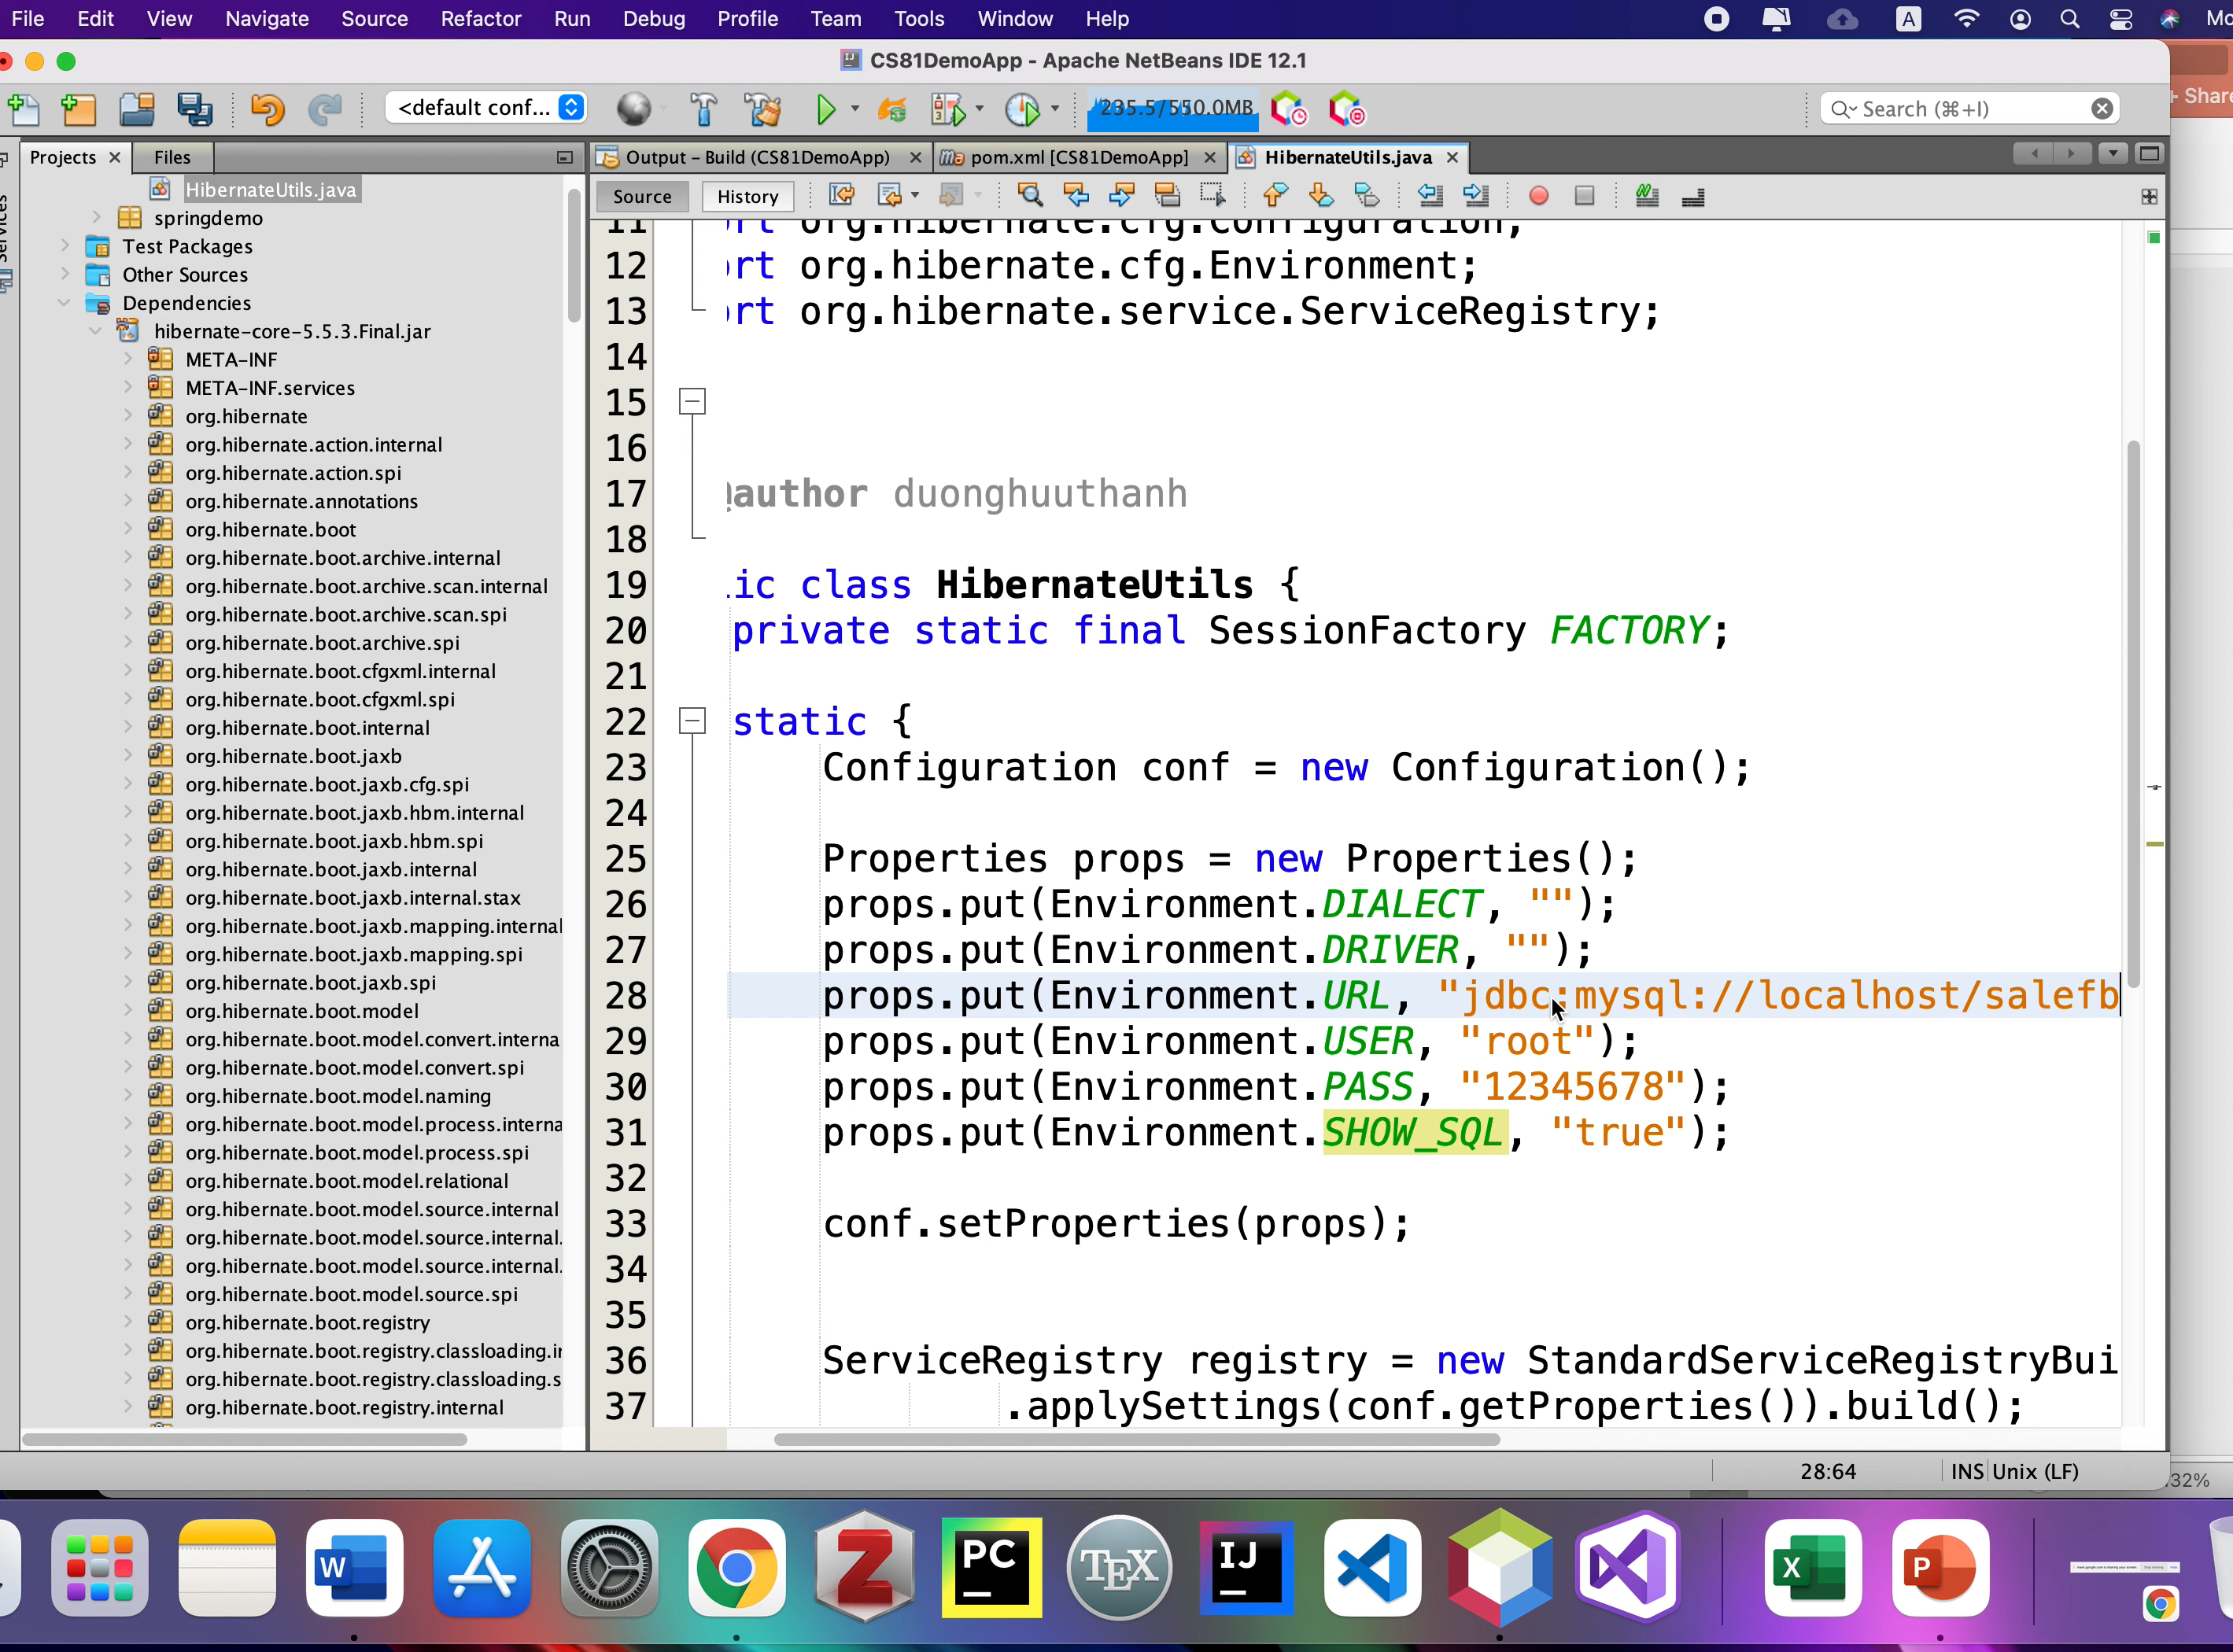 File Edit View Navigate Source Refactor Run Debug Profile Team Tools Window Help
A
CS81DemoApp - Apache NetBeans IDE 12.1
Share
<default conf...
235.5/550.0MB
Search (⌘+I)
Projects
Files
Output – Build (CS81DemoApp)
pom.xml [CS81DemoApp]
HibernateUtils.java
Source
History
HibernateUtils.java
springdemo
Test Packages
Other Sources
Dependencies
hibernate-core-5.5.3.Final.jar
META-INF
META-INF.services
org.hibernate
org.hibernate.action.internal
org.hibernate.action.spi
org.hibernate.annotations
org.hibernate.boot
org.hibernate.boot.archive.internal
org.hibernate.boot.archive.scan.internal
org.hibernate.boot.archive.scan.spi
org.hibernate.boot.archive.spi
org.hibernate.boot.cfgxml.internal
org.hibernate.boot.cfgxml.spi
org.hibernate.boot.internal
org.hibernate.boot.jaxb
org.hibernate.boot.jaxb.cfg.spi
org.hibernate.boot.jaxb.hbm.internal
org.hibernate.boot.jaxb.hbm.spi
org.hibernate.boot.jaxb.internal
org.hibernate.boot.jaxb.internal.stax
org.hibernate.boot.jaxb.mapping.internal
org.hibernate.boot.jaxb.mapping.spi
org.hibernate.boot.jaxb.spi
org.hibernate.boot.model
org.hibernate.boot.model.convert.interna
org.hibernate.boot.model.convert.spi
org.hibernate.boot.model.naming
org.hibernate.boot.model.process.interna
org.hibernate.boot.model.process.spi
org.hibernate.boot.model.relational
org.hibernate.boot.model.source.internal
org.hibernate.boot.model.source.internal.
org.hibernate.boot.model.source.internal.
org.hibernate.boot.model.source.spi
org.hibernate.boot.registry
org.hibernate.boot.registry.classloading.i
org.hibernate.boot.registry.classloading.s
org.hibernate.boot.registry.internal
11 rt org.hibernate.cfg.Configuration;
12 rt org.hibernate.cfg.Environment;
13 rt org.hibernate.service.ServiceRegistry;
14
15
16
17 @author duonghuuthanh
18
19 ic class HibernateUtils {
20 private static final SessionFactory FACTORY;
21
22 static {
23 Configuration conf = new Configuration();
24
25 Properties props = new Properties();
26 props.put(Environment.DIALECT, "");
27 props.put(Environment.DRIVER, "");
28 props.put(Environment.URL, "jdbc:mysql://localhost/salefb
29 props.put(Environment.USER, "root");
30 props.put(Environment.PASS, "12345678");
31 props.put(Environment.SHOW_SQL, "true");
32
33 conf.setProperties(props);
34
35
36 ServiceRegistry registry = new StandardServiceRegistryBui
37 .applySettings(conf.getProperties()).build();
28:64
INS
Unix (LF)
32%
W
Z
PC
TEX
IJ
X
P